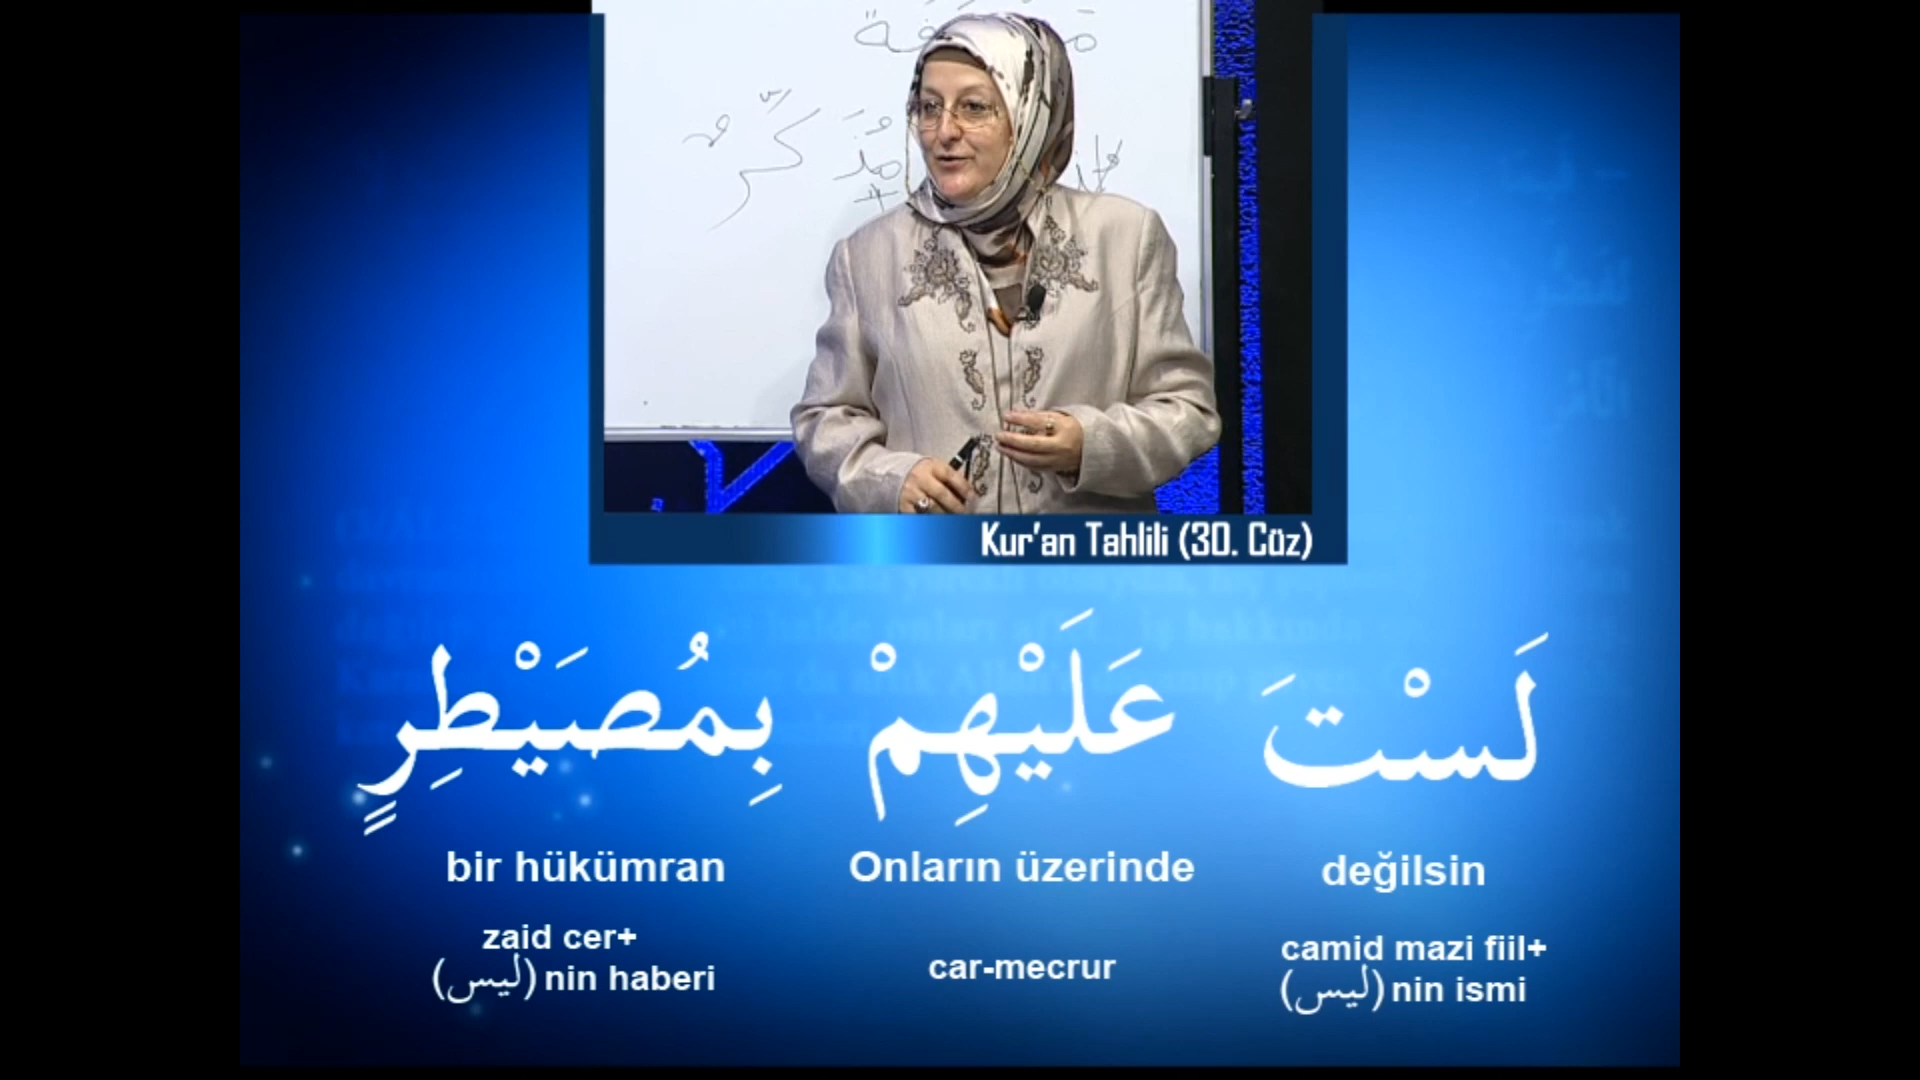 مُذَكِّرٌ
Kur'an Tahlili (30. Cüz)
لَسْتَ عَلَيْهِمْ بِمُصَيْطِرٍ
değilsin
Onların üzerinde
bir hükümran
camid mazi fiil+
(ليس) nin ismi
car-mecrur
zaid cer+
(ليس) nin haberi